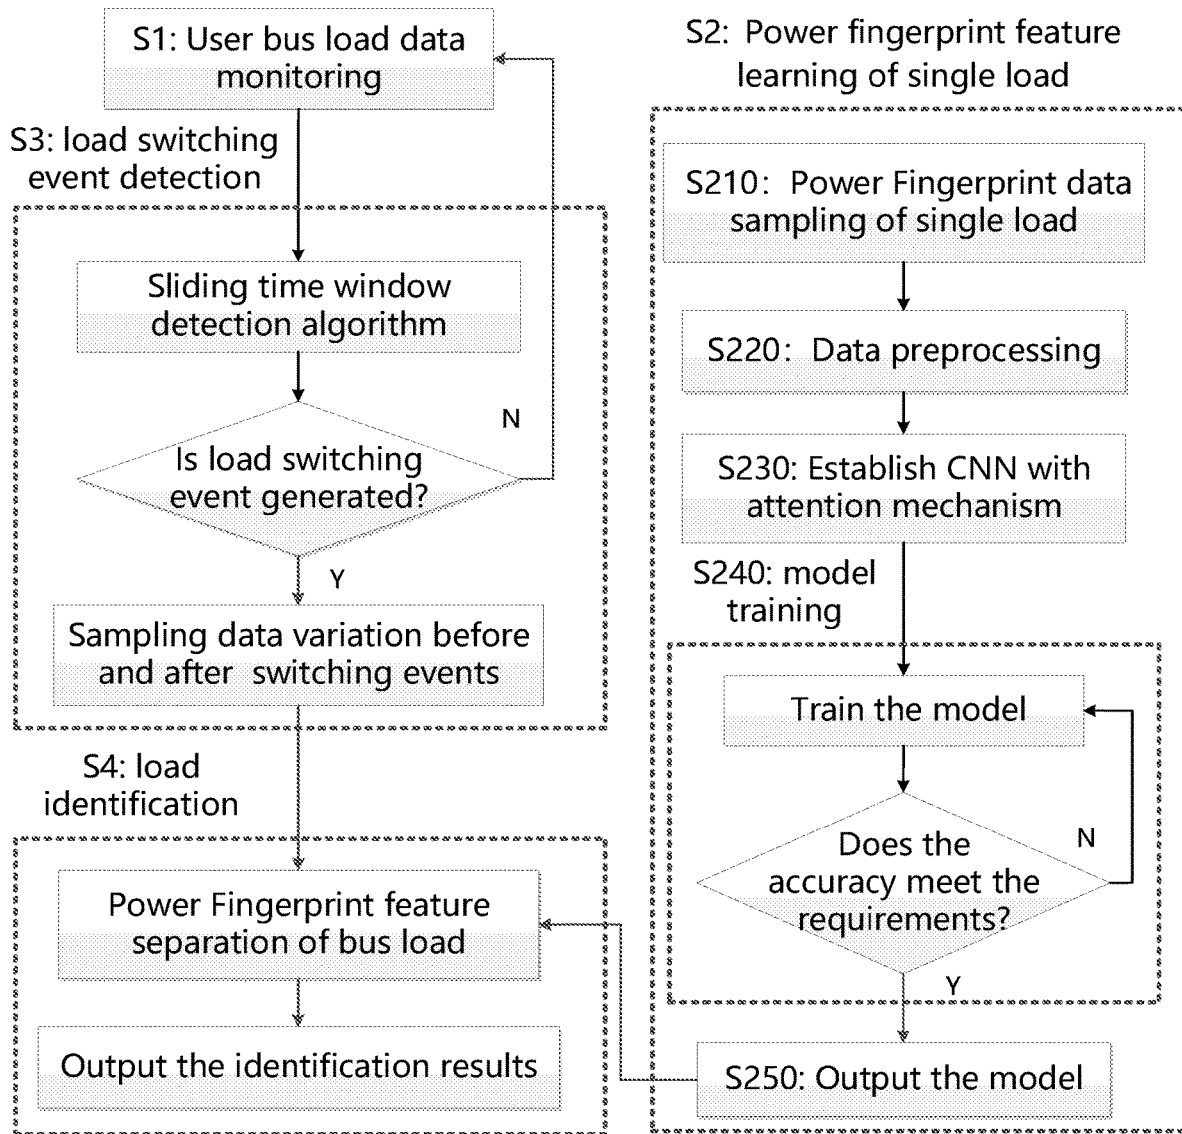 S1: User bus load data
monitoring
S3: load switching
event detection
Sliding time window
detection algorithm
Is load switching
event generated?
N
Y
Sampling data variation before
and after switching events
S4: load
identification
Power Fingerprint feature
separation of bus load
Output the identification results
S2: Power fingerprint feature
learning of single load
S210: Power Fingerprint data
sampling of single load
S220: Data preprocessing
S230: Establish CNN with
attention mechanism
S240: model
training
Train the model
Does the
accuracy meet the
requirements?
N
Y
S250: Output the model